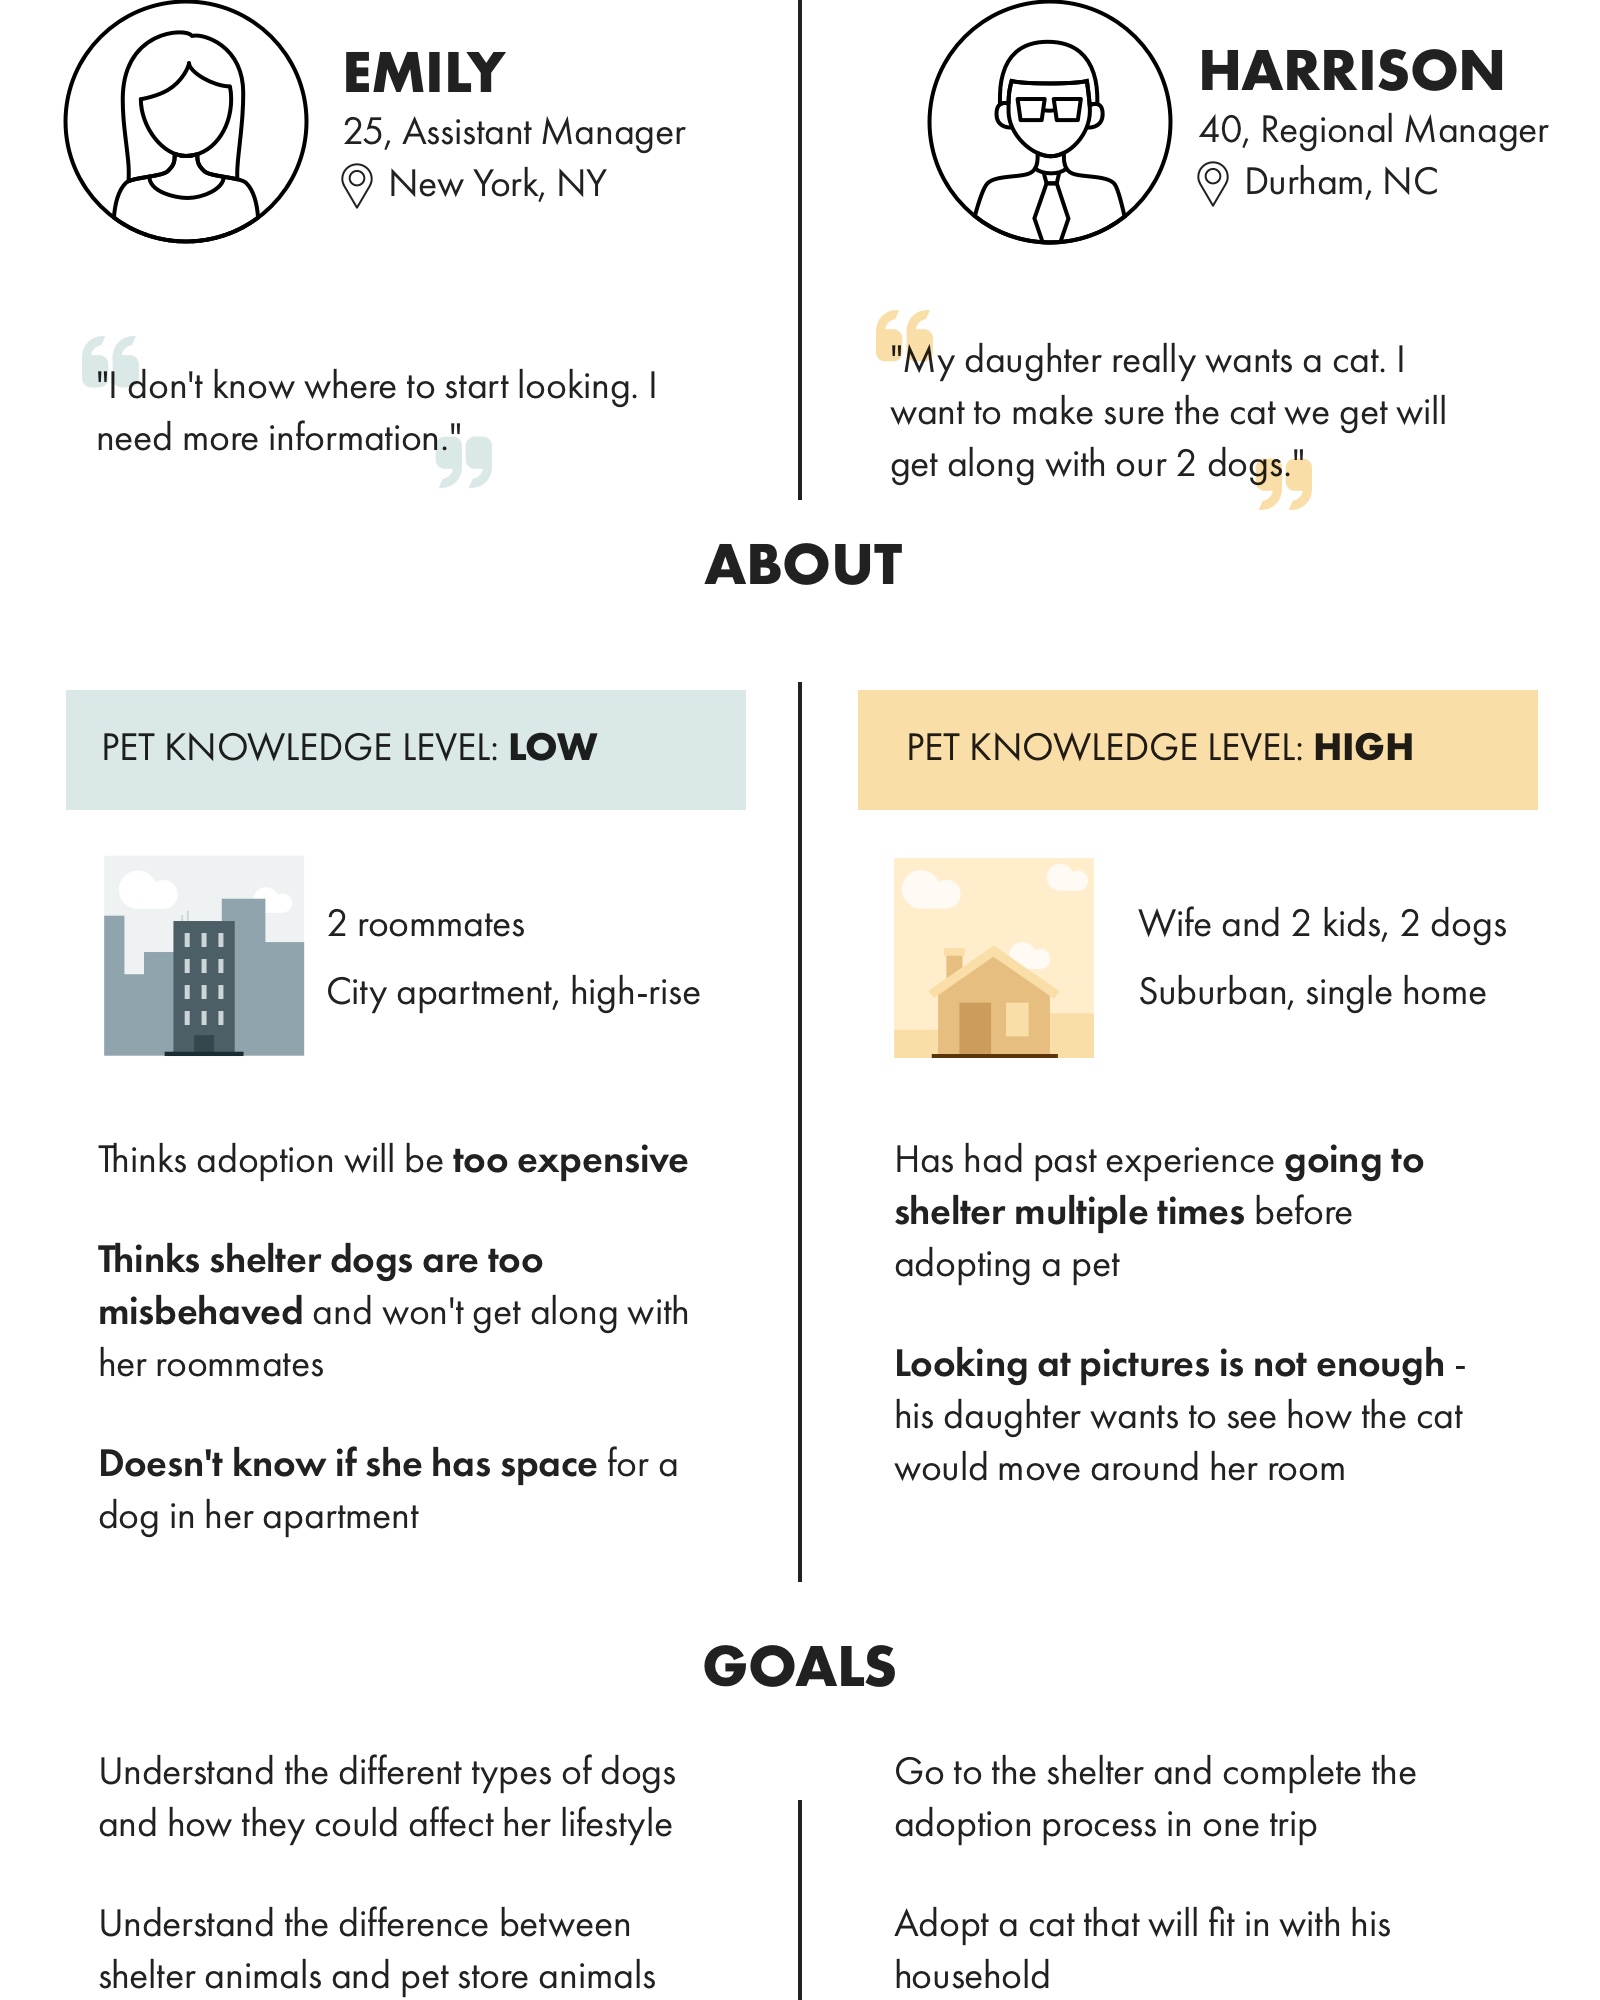 EMILY
25, Assistant Manager
New York, NY
"I don't know where to start looking. I
need more information."
HARRISON
40, Regional Manager
Durham, NC
"My daughter really wants a cat. I
want to make sure the cat we get will
get along with our 2 dogs."
ABOUT
PET KNOWLEDGE LEVEL: LOW
2 roommates
City apartment, high-rise
Thinks adoption will be too expensive
Thinks shelter dogs are too
misbehaved and won't get along with
her roommates
Doesn't know if she has space for a
dog in her apartment
PET KNOWLEDGE LEVEL: HIGH
Wife and 2 kids, 2 dogs
Suburban, single home
Has had past experience going to
shelter multiple times before
adopting a pet
Looking at pictures is not enough -
his daughter wants to see how the cat
would move around her room
GOALS
Understand the different types of dogs
and how they could affect her lifestyle
Understand the difference between
shelter animals and pet store animals
Go to the shelter and complete the
adoption process in one trip
Adopt a cat that will fit in with his
household